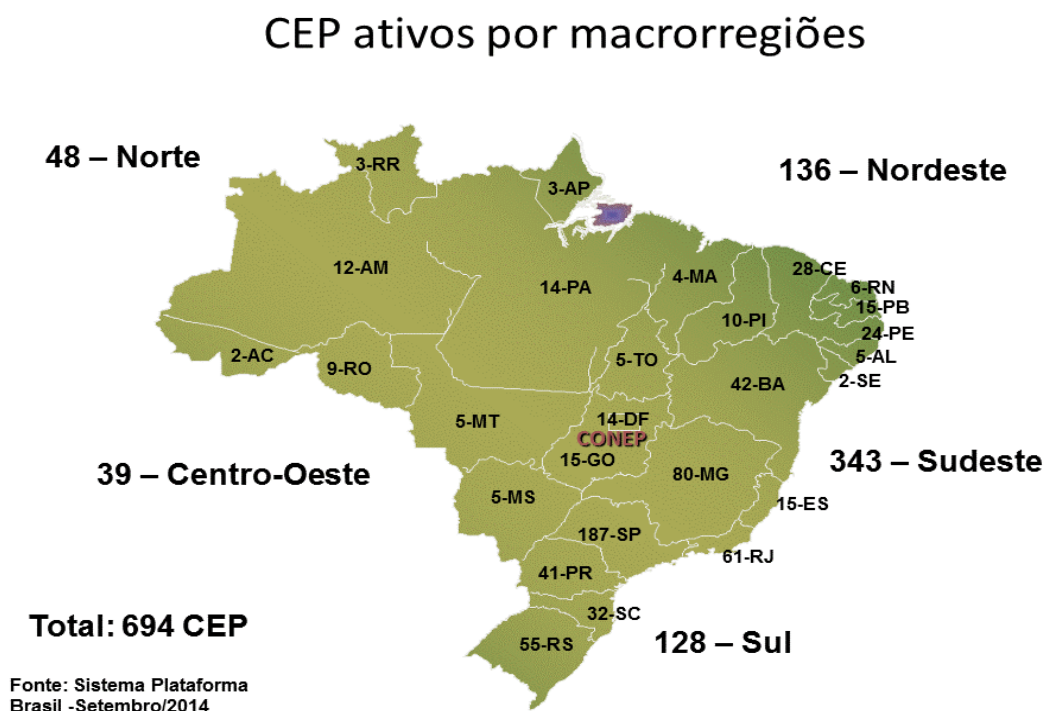 CEP ativos por macrorregiões
48 – Norte
136 – Nordeste
3-RR
3-AP
12-AM
14-PA
4-MA
28-CE
6-RN
15-PB
10-PI
24-PE
2-AC
9-RO
5-TO
5-AL
42-BA
2-SE
5-MT
14-DF
CONEP
15-GO
39 – Centro-Oeste
343 – Sudeste
80-MG
5-MS
15-ES
187-SP
61-RJ
41-PR
32-SC
Total: 694 CEP
55-RS
128 – Sul
Fonte: Sistema Plataforma
Brasil -Setembro/2014